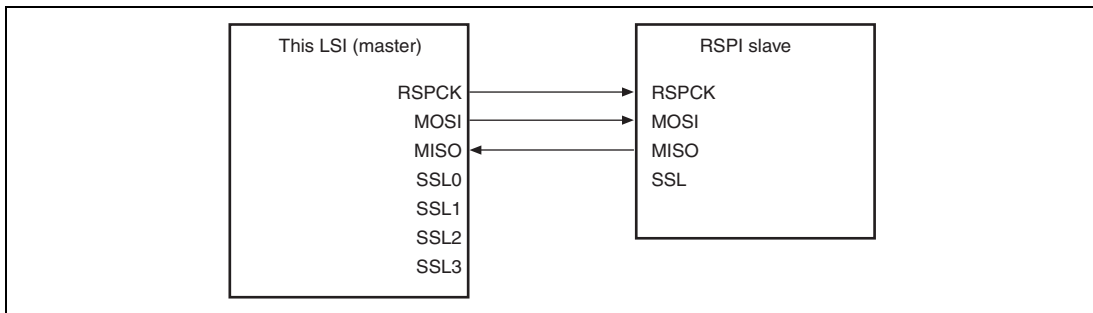 This LSI (master)
RSPI slave
RSPCK
RSPCK
MOSI
MOSI
MISO
MISO
SSL0
SSL
SSL1
SSL2
SSL3